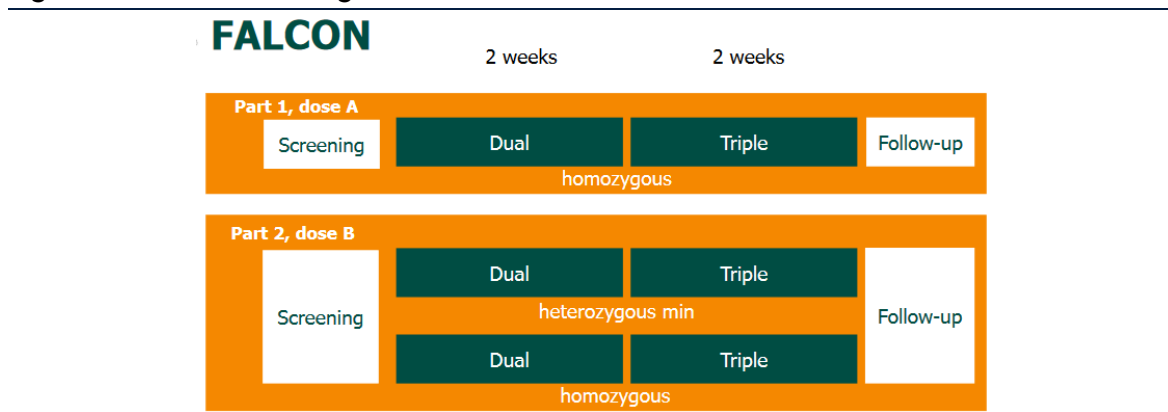 FALCON
2 weeks 2 weeks
Part 1, dose A
Screening Dual Triple Follow-up
homozygous
Part 2, dose B
Dual Triple
heterozygous min
Screening Follow-up
Dual Triple
homozygous